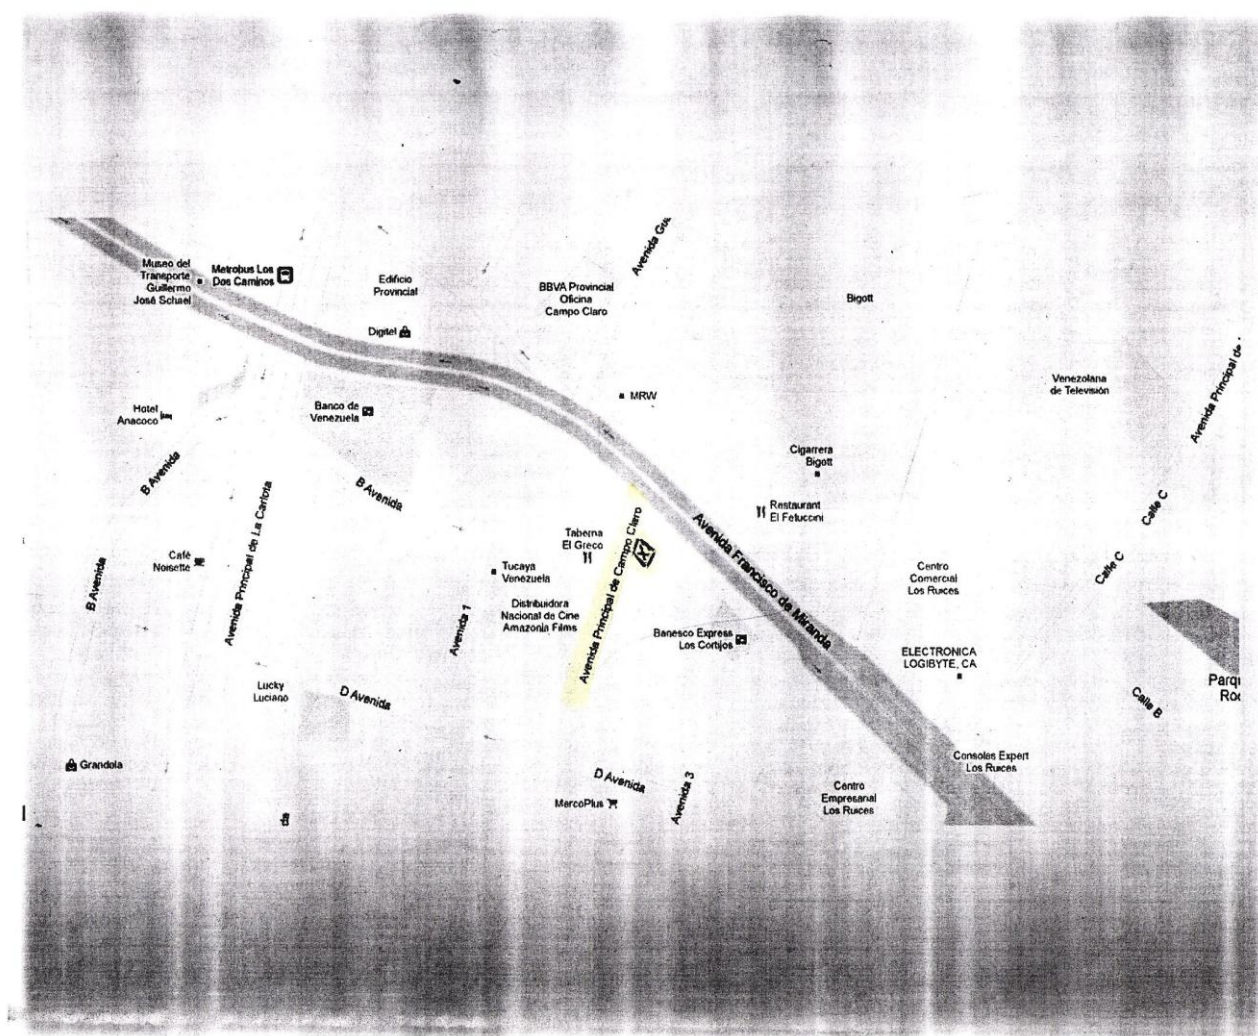 Avenida Gua
Museo del
Transporte
Guillermo
José Schael
Metrobus Los
Dos Caminos
Edificio
Provincial
BBVA Provincial
Oficina
Campo Claro
Bigott
Digitel
Avenida Principal de
Venezolana
de Televisión
Hotel
Anacoco
Banco de
Venezuela
MRW
Cigarrera
Bigott
B Avenida
B Avenida
Restaurant
El Fetuccini
Calle C
Avenida Principal de La Carlota
Taberna
El Greco
Avenida Principal de Campo Claro
Avenida Francisco de Miranda
Café
Noisette
B Avenida
Tucaya
Venezuela
Centro
Comercial
Los Ruices
Calle C
Distribuidora
Nacional de Cine
Amazonia Films
Avenida 1
Banesco Express
Los Cortijos
ELECTRONICA
LOGIBYTE, CA
Lucky
Luciano
D Avenida
Calle B
Parq
Ro
Grandola
D Avenida
Avenida 3
MarcoPlus
Consolas Expert
Los Ruices
Centro
Empresarial
Los Ruices
da